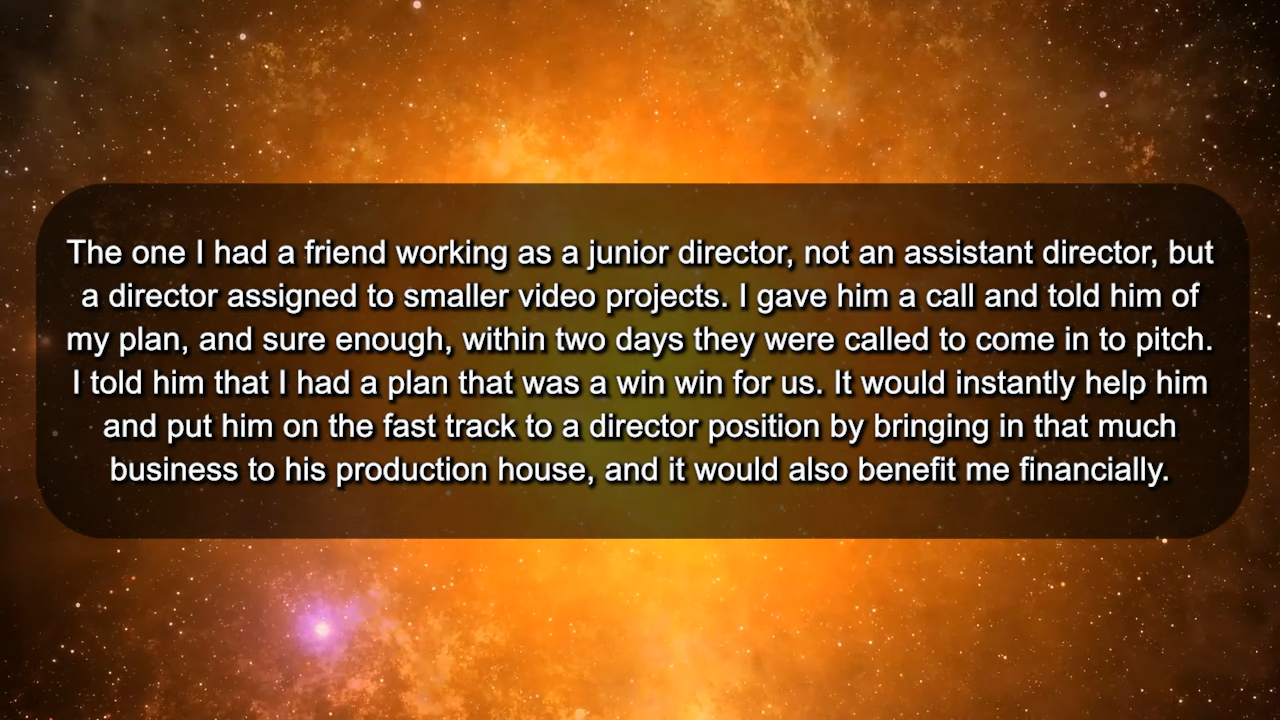 The one I had a friend working as a junior director, not an assistant director, but
a director assigned to smaller video projects. I gave him a call and told him of
my plan, and sure enough, within two days they were called to come in to pitch.
I told him that I had a plan that was a win win for us. It would instantly help him
and put him on the fast track to a director position by bringing in that much
business to his production house, and it would also benefit me financially.